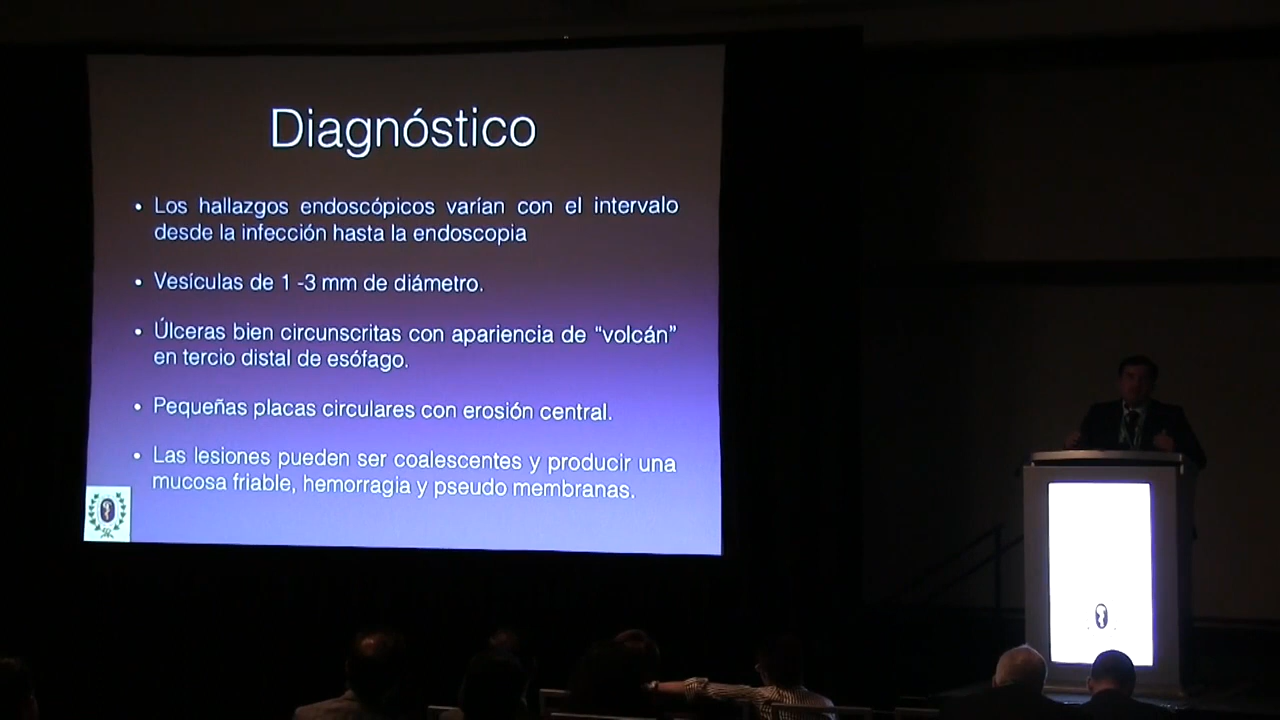 Diagnóstico
• Los hallazgos endoscópicos varían con el intervalo
desde la infección hasta la endoscopia
• Vesículas de 1 -3 mm de diámetro.
• Úlceras bien circunscritas con apariencia de “volcán”
en tercio distal de esófago.
• Pequeñas placas circulares con erosión central.
• Las lesiones pueden ser coalescentes y producir una
mucosa friable, hemorragia y pseudo membranas.